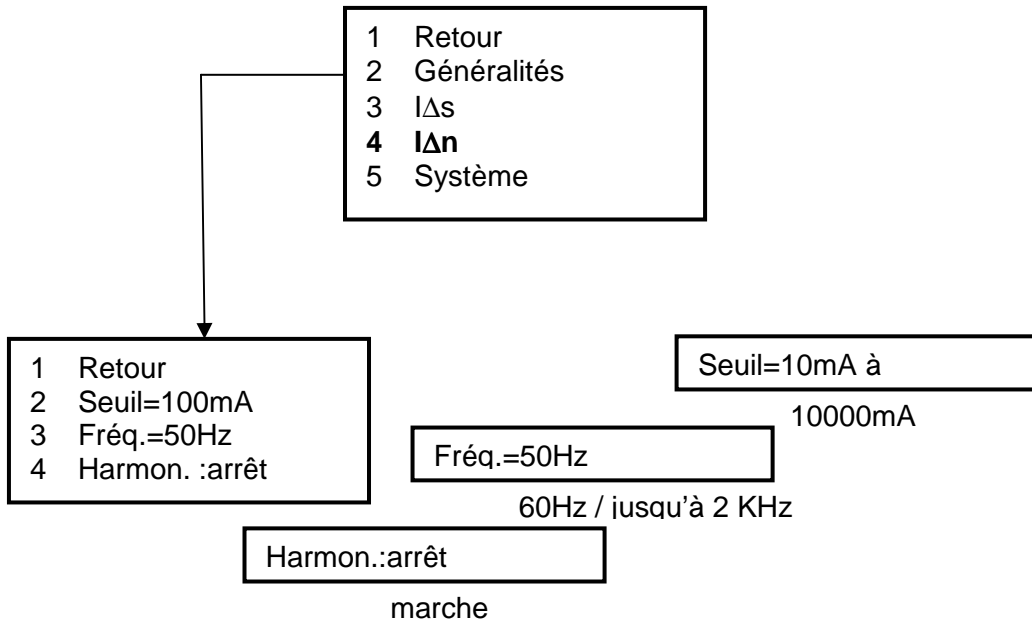 1 Retour
2 Généralités
3 IΔs
4 IΔn
5 Système
1 Retour
2 Seuil=100mA
3 Fréq.=50Hz
4 Harmon. :arrêt
Seuil=10mA à
10000mA
Fréq.=50Hz
60Hz / jusqu'à 2 KHz
Harmon.:arrêt
marche